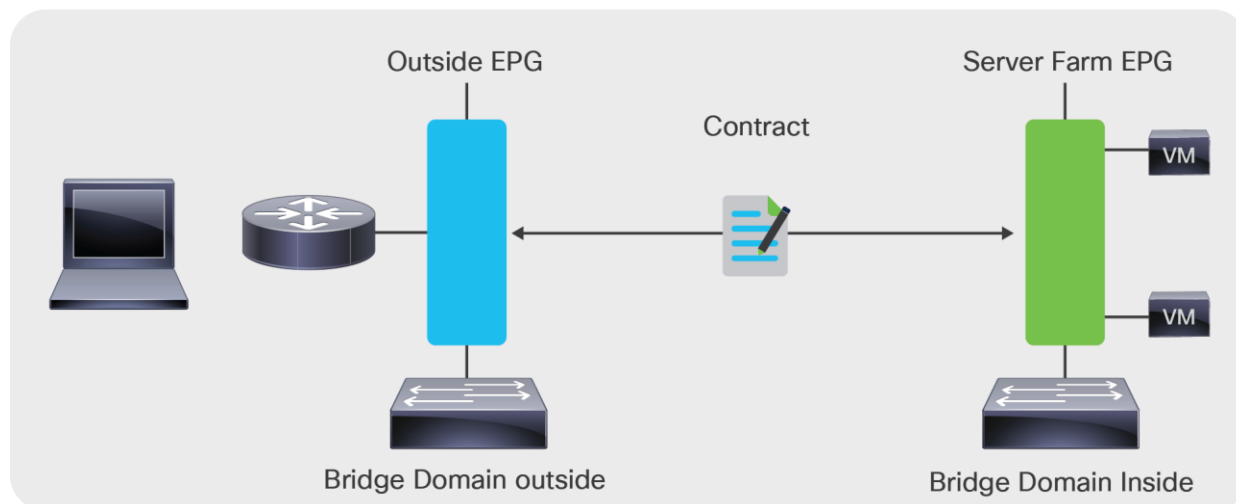 Outside EPG
Server Farm EPG
Contract
VM
VM
Bridge Domain outside
Bridge Domain Inside